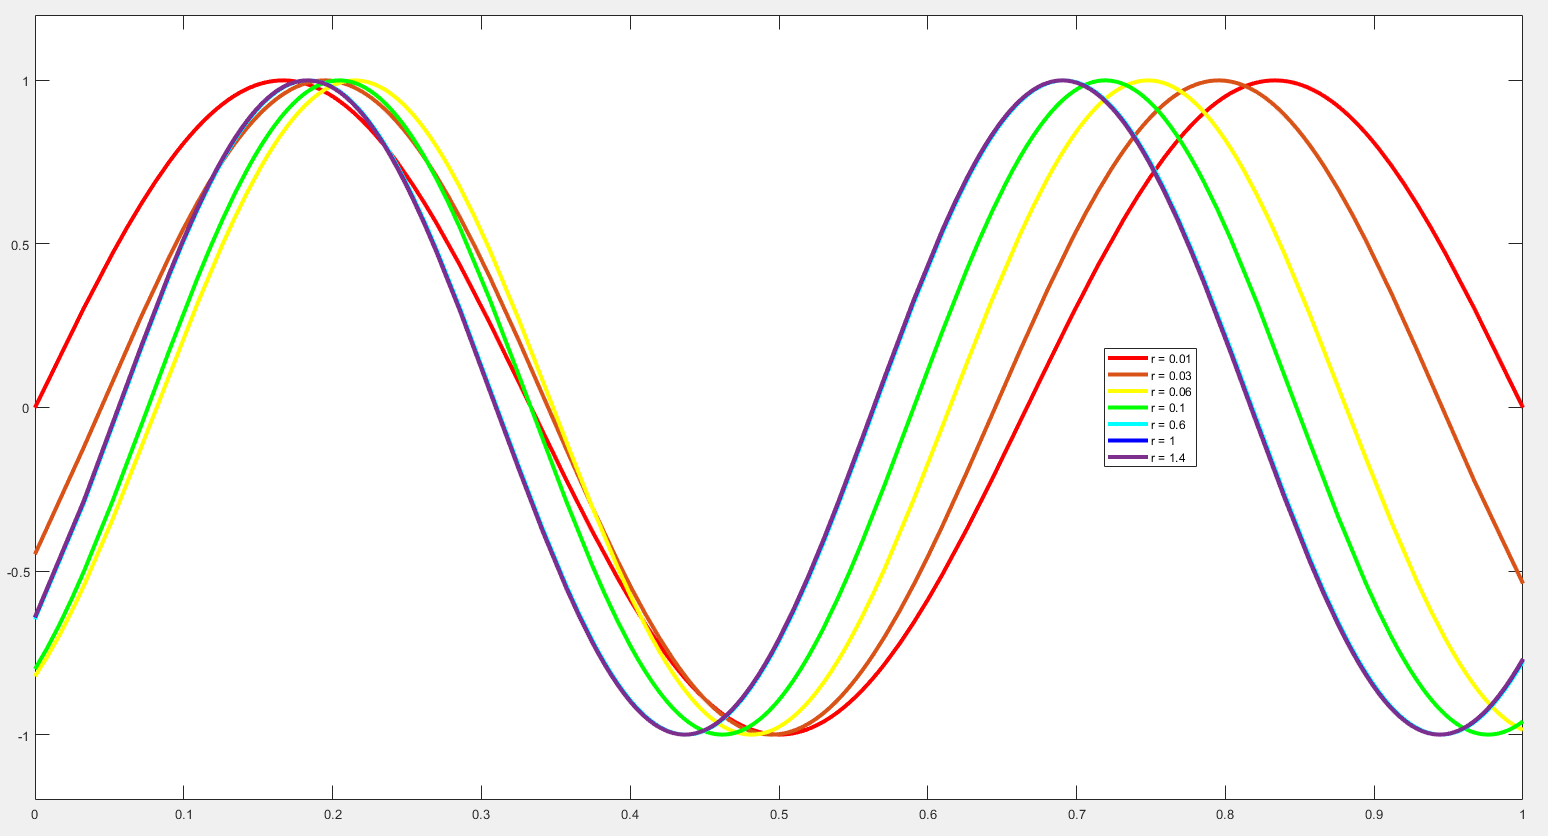 1
0.5
0
-0.5
-1
r = 0.01
r = 0.03
r = 0.06
r = 0.1
r = 0.6
r = 1
r = 1.4
0 0.1 0.2 0.3 0.4 0.5 0.6 0.7 0.8 0.9 1